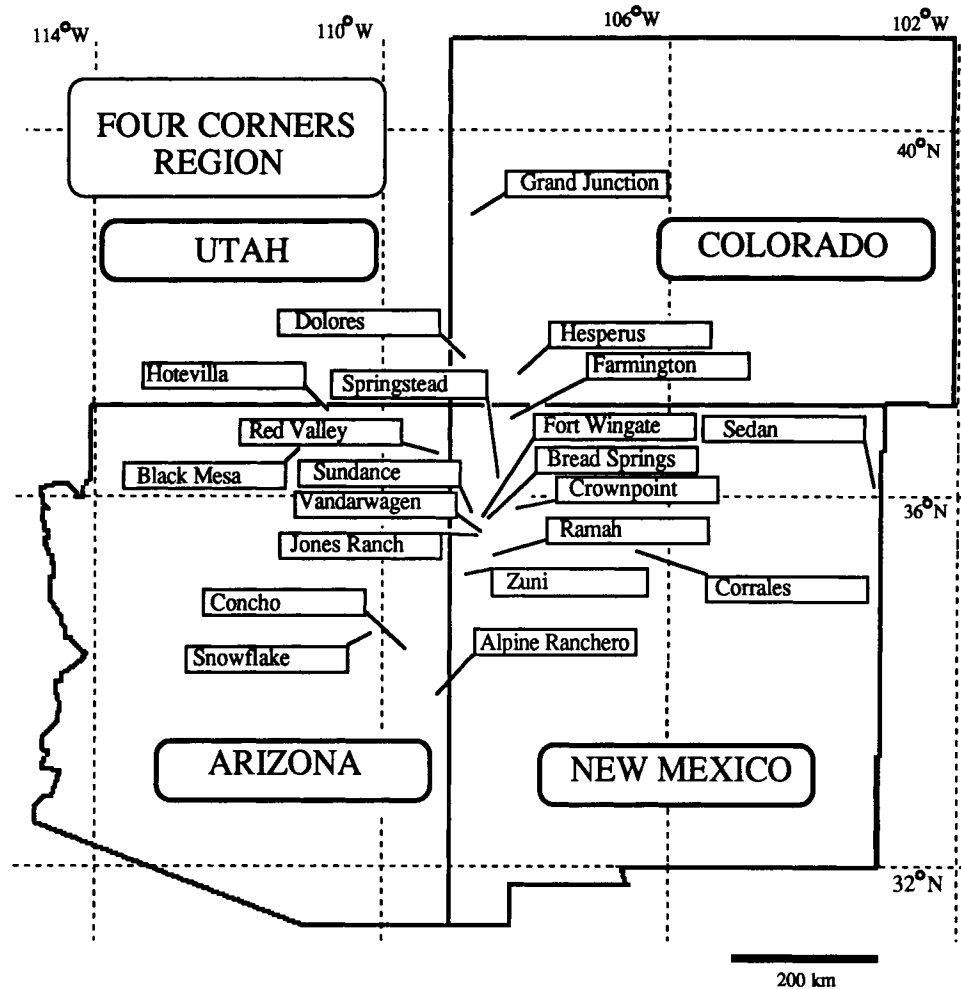 114°W
110°W
106°W
102°W
FOUR CORNERS
REGION
40°N
Grand Junction
UTAH
COLORADO
Dolores
Hesperus
Farmington
Hotevilla
Springstead
Red Valley
Fort Wingate
Sedan
Black Mesa
Sundance
Bread Springs
Crownpoint
Vandarwagen
36°N
Ramah
Jones Ranch
Zuni
Corrales
Concho
Snowflake
Alpine Ranchero
ARIZONA
NEW MEXICO
32°N
200 km